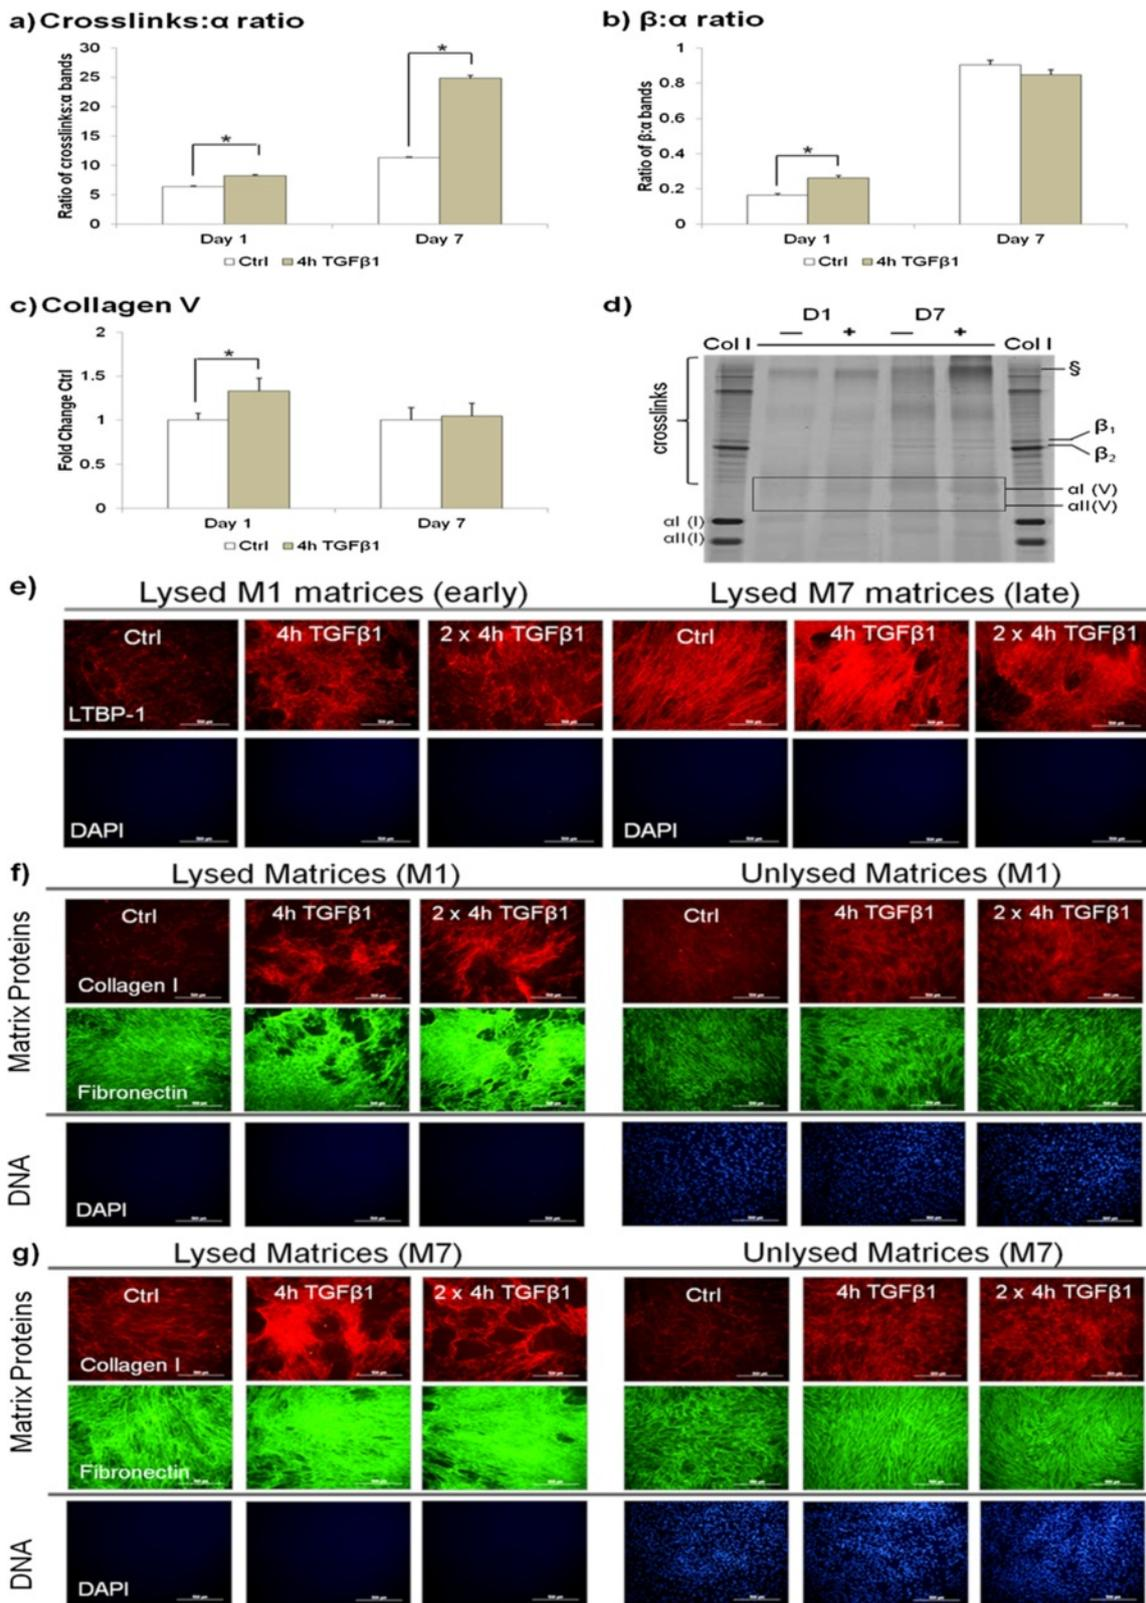 a) Crosslinks:α ratio
Ratio of crosslinks:α bands
30
25
20
15
10
5
0
*
*
Day 1
Day 7
Ctrl
4h TGFβ1
b) β:α ratio
Ratio of β:α bands
1
0.8
0.6
0.4
0.2
0
*
Day 1
Day 7
Ctrl
4h TGFβ1
c) Collagen V
Fold Change Ctrl
2
1.5
1
0.5
0
*
Day 1
Day 7
Ctrl
4h TGFβ1
d)
D1
D7
Col I
—
+
—
+
Col I
crosslinks
§
β1
β2
αI (V)
αII(V)
αI (I)
αII(I)
e)
Lysed M1 matrices (early)
Lysed M7 matrices (late)
Ctrl
4h TGFβ1
2 x 4h TGFβ1
Ctrl
4h TGFβ1
2 x 4h TGFβ1
LTBP-1
DAPI
DAPI
f)
Lysed Matrices (M1)
Unlysed Matrices (M1)
Matrix Proteins
Ctrl
4h TGFβ1
2 x 4h TGFβ1
Ctrl
4h TGFβ1
2 x 4h TGFβ1
Collagen I
Fibronectin
DNA
DAPI
g)
Lysed Matrices (M7)
Unlysed Matrices (M7)
Matrix Proteins
Ctrl
4h TGFβ1
2 x 4h TGFβ1
Ctrl
4h TGFβ1
2 x 4h TGFβ1
Collagen I
Fibronectin
DNA
DAPI